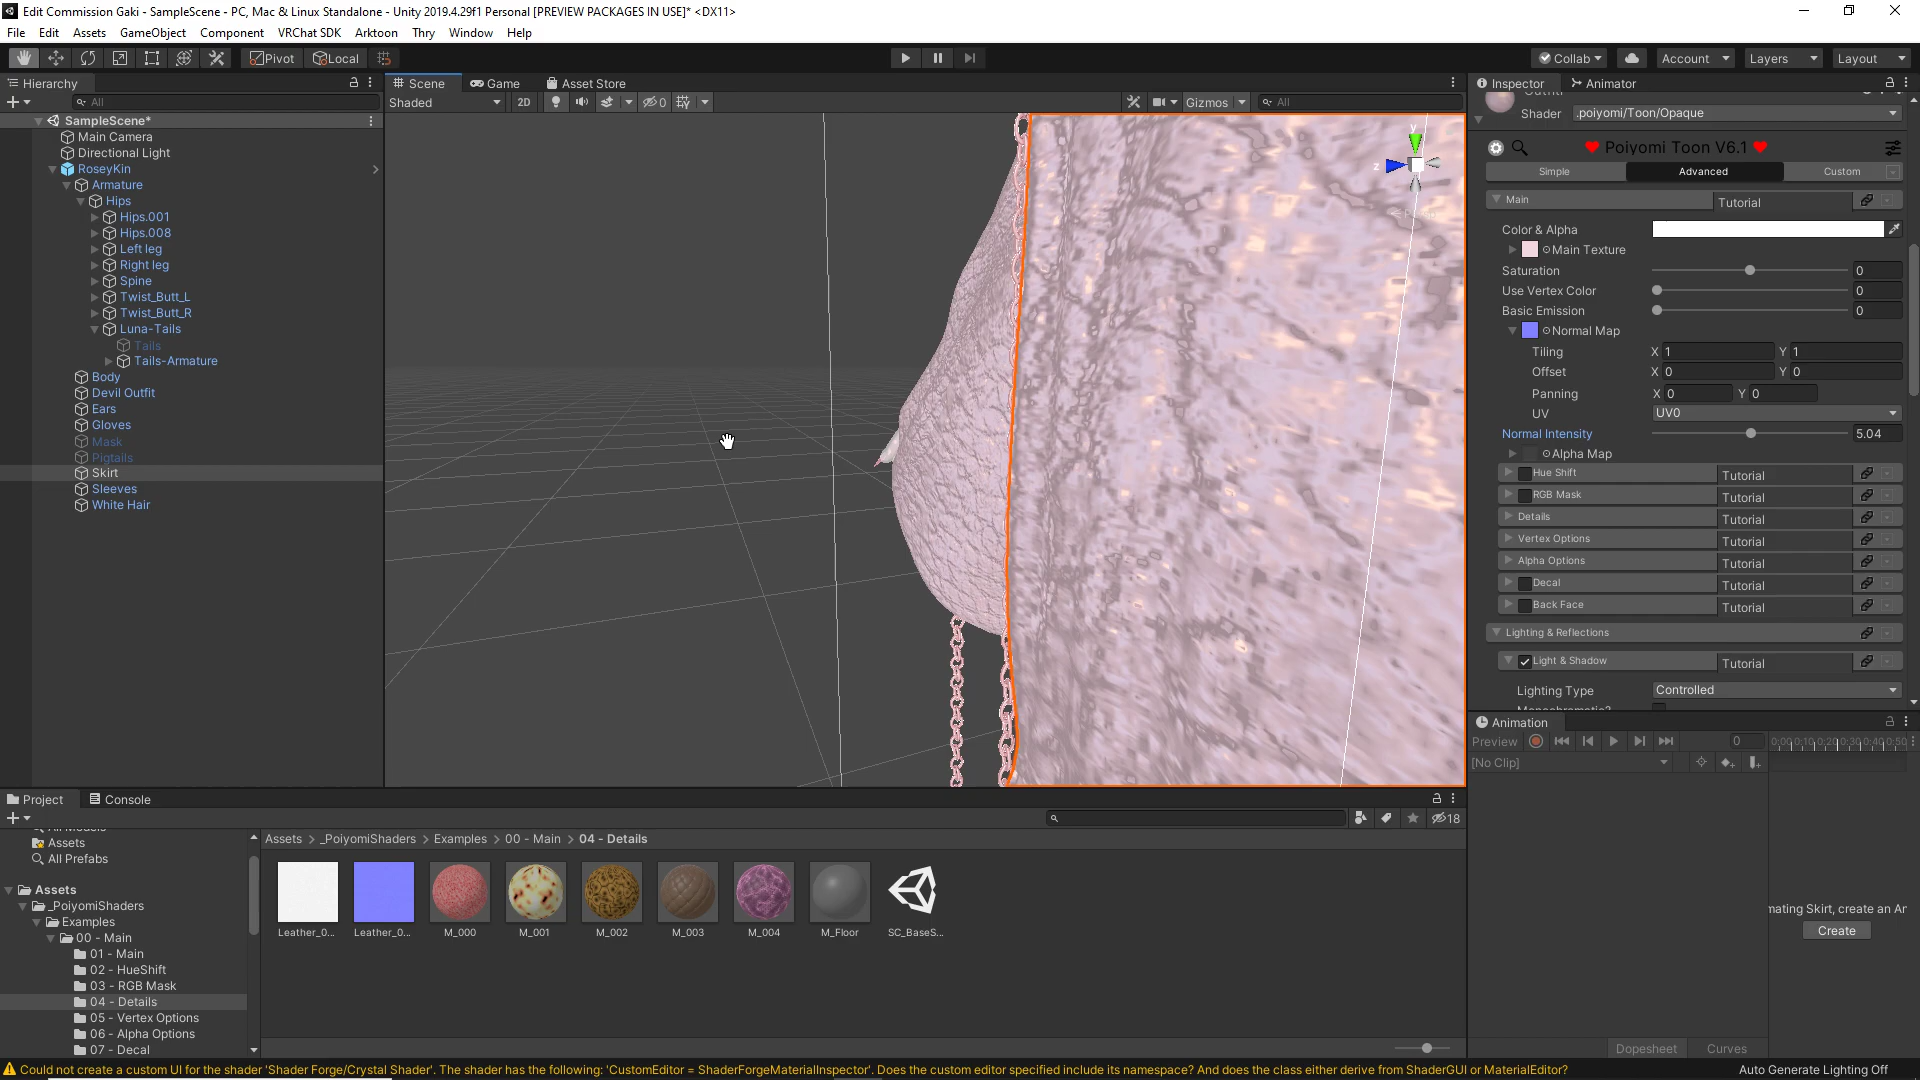 Edit Commission Gaki - SampleScene - PC, Mac & Linux Standalone - Unity 2019.4.29f1 Personal [PREVIEW PACKAGES IN USE]* <DX11>
File Edit Assets GameObject Component VRChat SDK Arktoon Thry Window Help
Pivot Local Collab Account Layers Layout
Hierarchy
All
SampleScene*
Main Camera
Directional Light
RoseyKin
Armature
Hips
Hips.001
Hips.008
Left leg
Right leg
Spine
Twist_Butt_L
Twist_Butt_R
Luna-Tails
Tails
Tails-Armature
Body
Devil Outfit
Ears
Gloves
Mask
Pigtails
Skirt
Sleeves
White Hair
Scene Game Asset Store
Shaded 2D 0 Gizmos All
y
z
Inspector Animator
Shader .poiyomi/Toon/Opaque
Poiyomi Toon V6.1
Simple Advanced Custom
Main Tutorial
Color & Alpha
Main Texture
Saturation 0
Use Vertex Color 0
Basic Emission 0
Normal Map
Tiling X 1 Y 1
Offset X 0 Y 0
Panning X 0 Y 0
UV UV0
Normal Intensity 5.04
Alpha Map
Hue Shift Tutorial
RGB Mask Tutorial
Details Tutorial
Vertex Options Tutorial
Alpha Options Tutorial
Decal Tutorial
Back Face Tutorial
Lighting & Reflections
Light & Shadow Tutorial
Lighting Type Controlled
Animation
Preview 0
[No Clip]
Create
Dopesheet Curves
Project Console
18
All Models
Assets
All Prefabs
Assets
_PoiyomiShaders
Examples
00 - Main
01 - Main
02 - HueShift
03 - RGB Mask
04 - Details
05 - Vertex Options
06 - Alpha Options
07 - Decal
Assets > _PoiyomiShaders > Examples > 00 - Main > 04 - Details
Leather_0... Leather_0... M_000 M_001 M_002 M_003 M_004 M_Floor SC_BaseS...
Could not create a custom UI for the shader 'Shader Forge/Crystal Shader'. The shader has the following: 'CustomEditor = ShaderForgeMaterialInspector'. Does the custom editor specified include its namespace? And does the class either derive from ShaderGUI or MaterialEditor?
Auto Generate Lighting Off